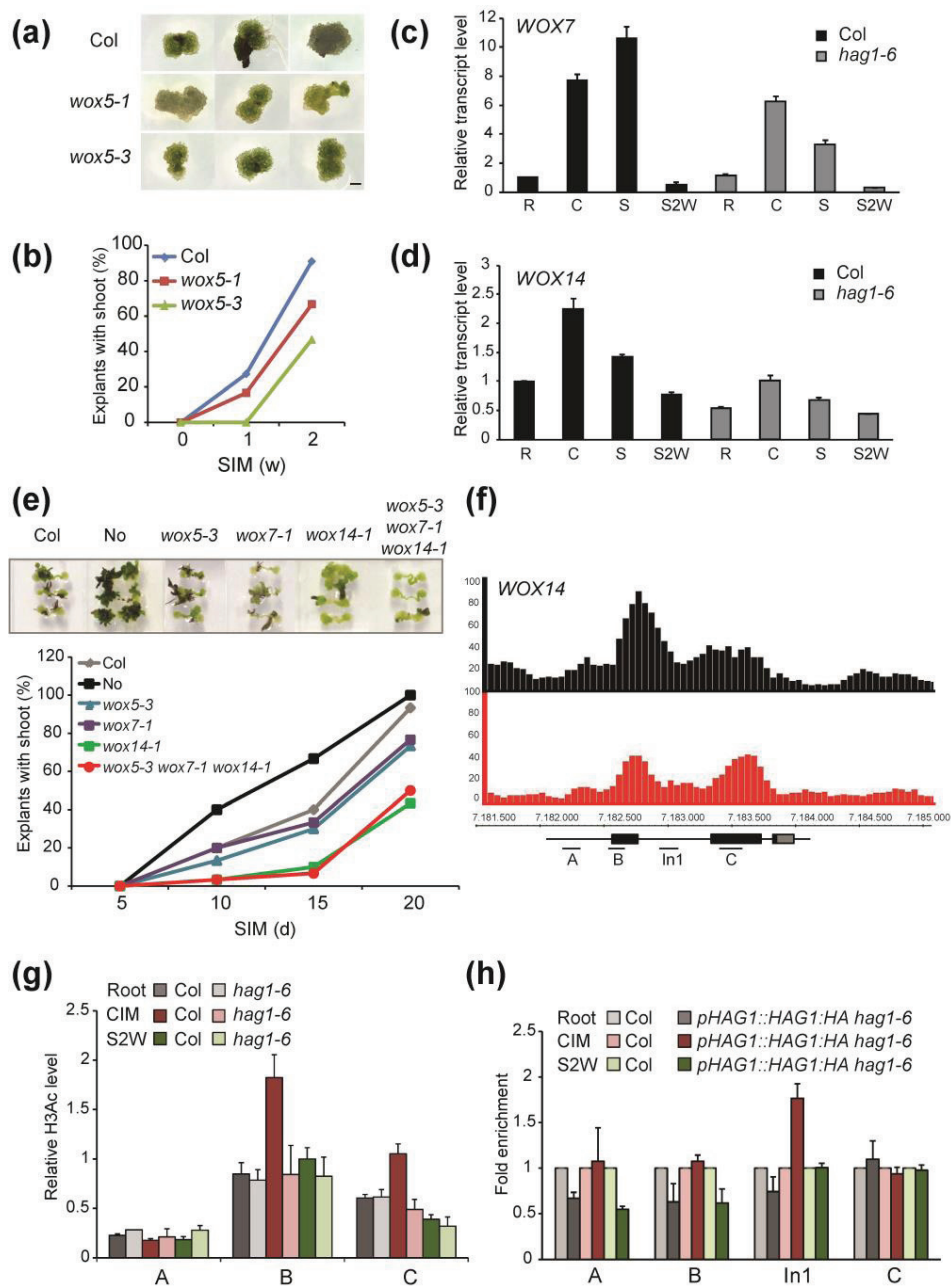 (a)
Col
wox5-1
wox5-3
(b)
Explants with shoot (%)
100
80
60
40
20
0
Col
wox5-1
wox5-3
0 1 2
SIM (w)
(c)
WOX7
Col
hag1-6
Relative transcript level
12
10
8
6
4
2
0
R C S S2W R C S S2W
(d)
WOX14
Col
hag1-6
Relative transcript level
3
2.5
2
1.5
1
0.5
0
R C S S2W R C S S2W
(e)
Col No wox5-3 wox7-1 wox14-1 wox5-3
wox7-1
wox14-1
Explants with shoot (%)
120
100
80
60
40
20
0
Col
No
wox5-3
wox7-1
wox14-1
wox5-3 wox7-1 wox14-1
5 10 15 20
SIM (d)
(f)
WOX14
100
80
60
40
20
0
100
80
60
40
20
0
7.181.500 7.182.000 7.182.500 7.183.000 7.183.500 7.184.000 7.184.500 7.185.000
A B In1 C
(g)
Root Col hag1-6
CIM Col hag1-6
S2W Col hag1-6
Relative H3Ac level
2.5
2
1.5
1
0.5
0
A B C
(h)
Root Col pHAG1::HAG1:HA hag1-6
CIM Col pHAG1::HAG1:HA hag1-6
S2W Col pHAG1::HAG1:HA hag1-6
Fold enrichment
2.5
2
1.5
1
0.5
0
A B In1 C